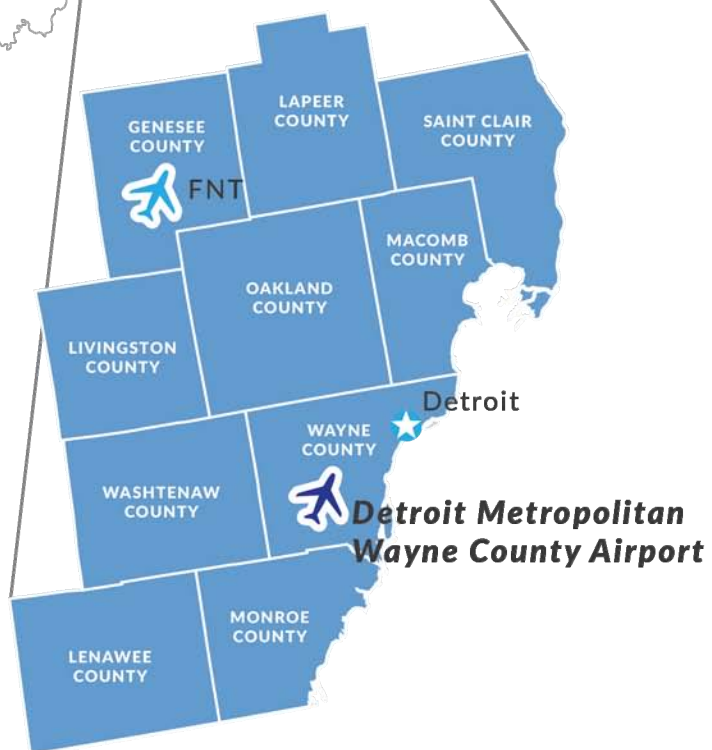 LAPEER
COUNTY
GENESEE
COUNTY
SAINT CLAIR
COUNTY
FNT
MACOMB
COUNTY
OAKLAND
COUNTY
LIVINGSTON
COUNTY
Detroit
WAYNE
COUNTY
WASHTENAW
COUNTY
Detroit Metropolitan
Wayne County Airport
MONROE
COUNTY
LENAWEE
COUNTY